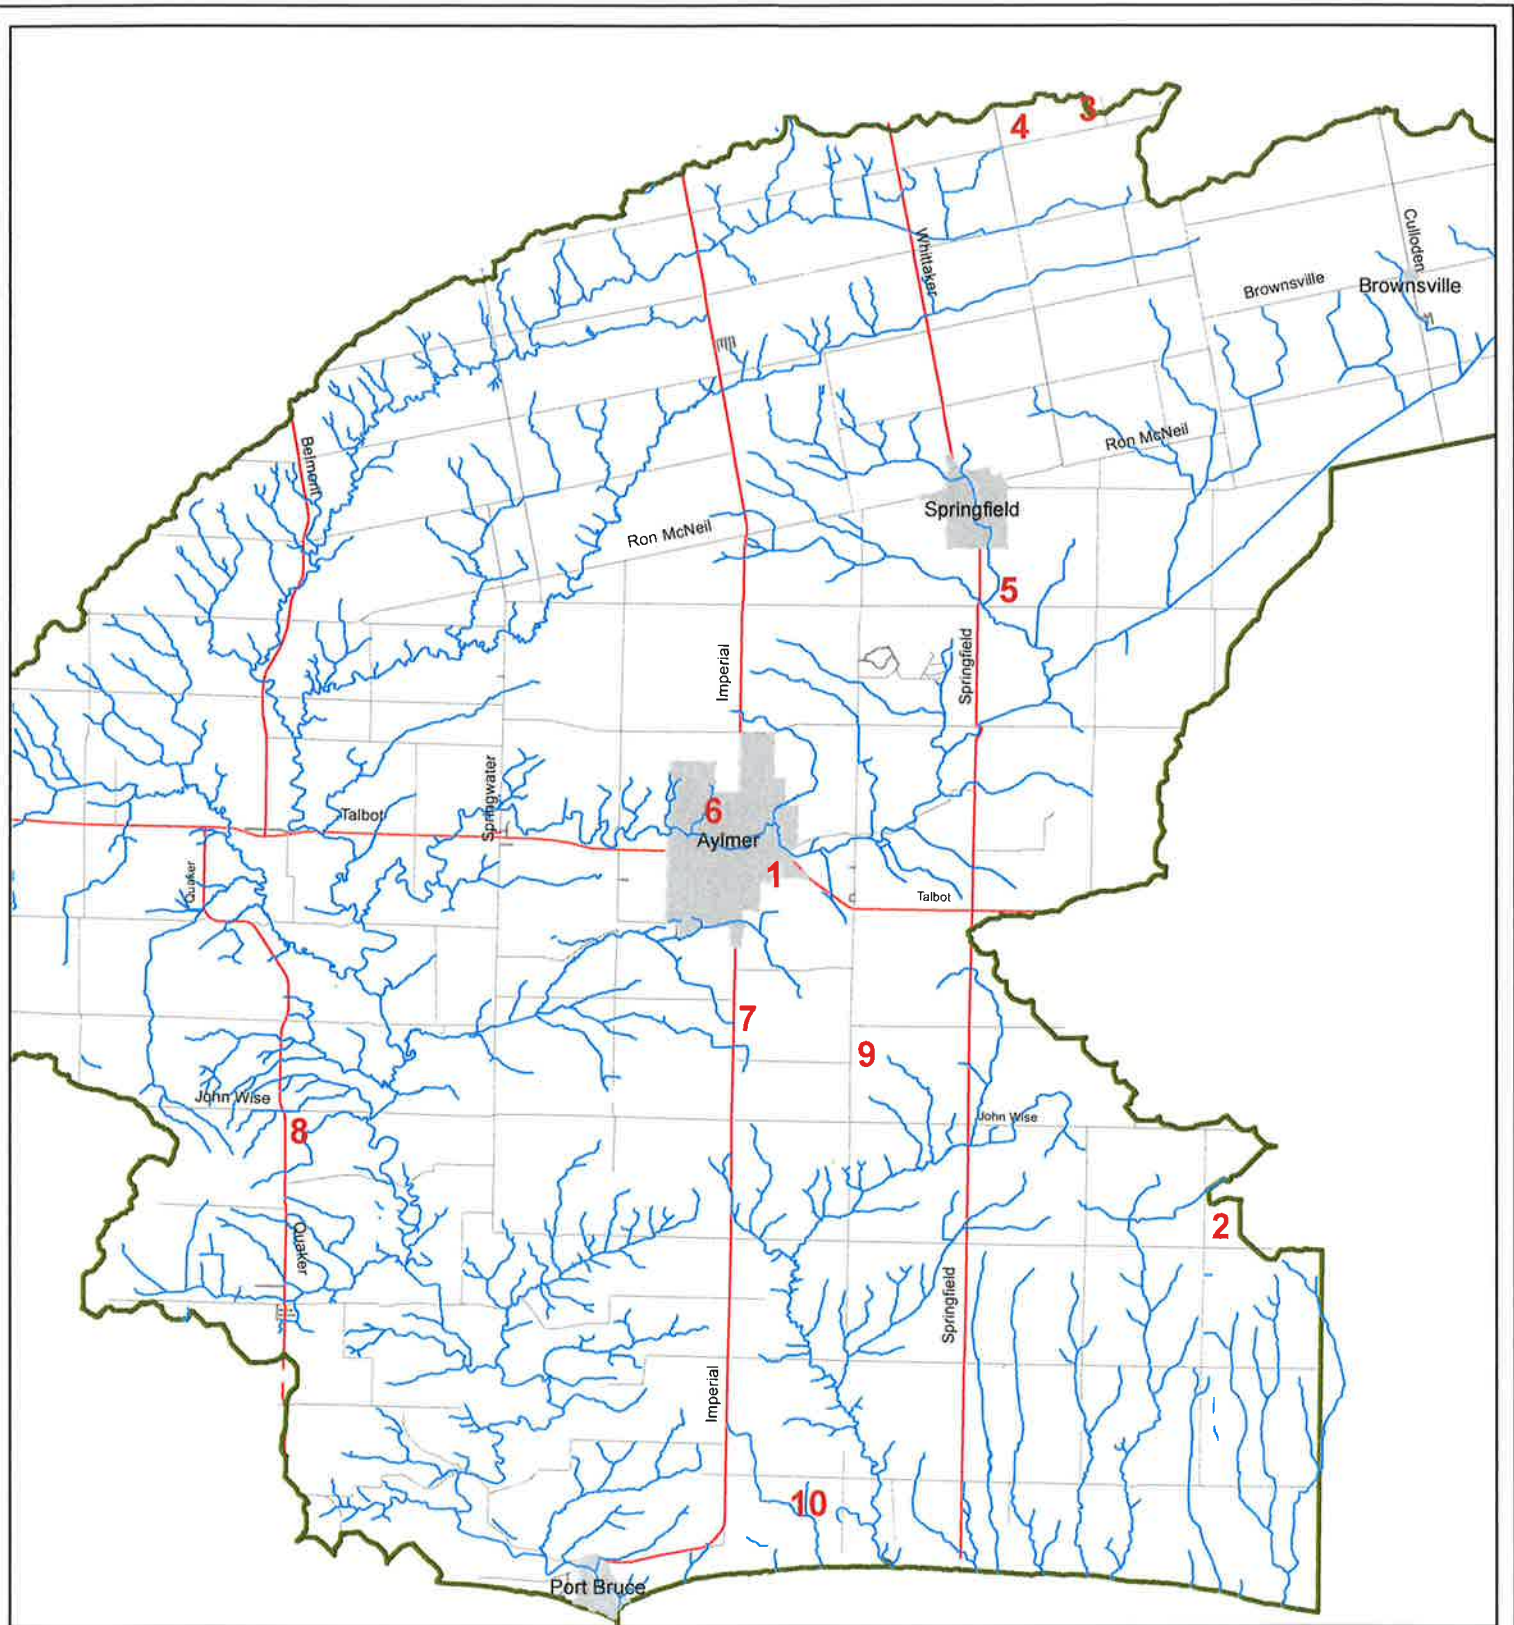 3
4
Whittaker
Culloden
Brownsville
Brownsville
Belmont
Ron McNeil
Springfield
Ron McNeil
5
Springfield
Imperial
Springwater
Talbot
6
Aylmer
1
Quaker
Talbot
7
9
John Wise
John Wise
8
2
Quaker
Springfield
Imperial
10
Port Bruce